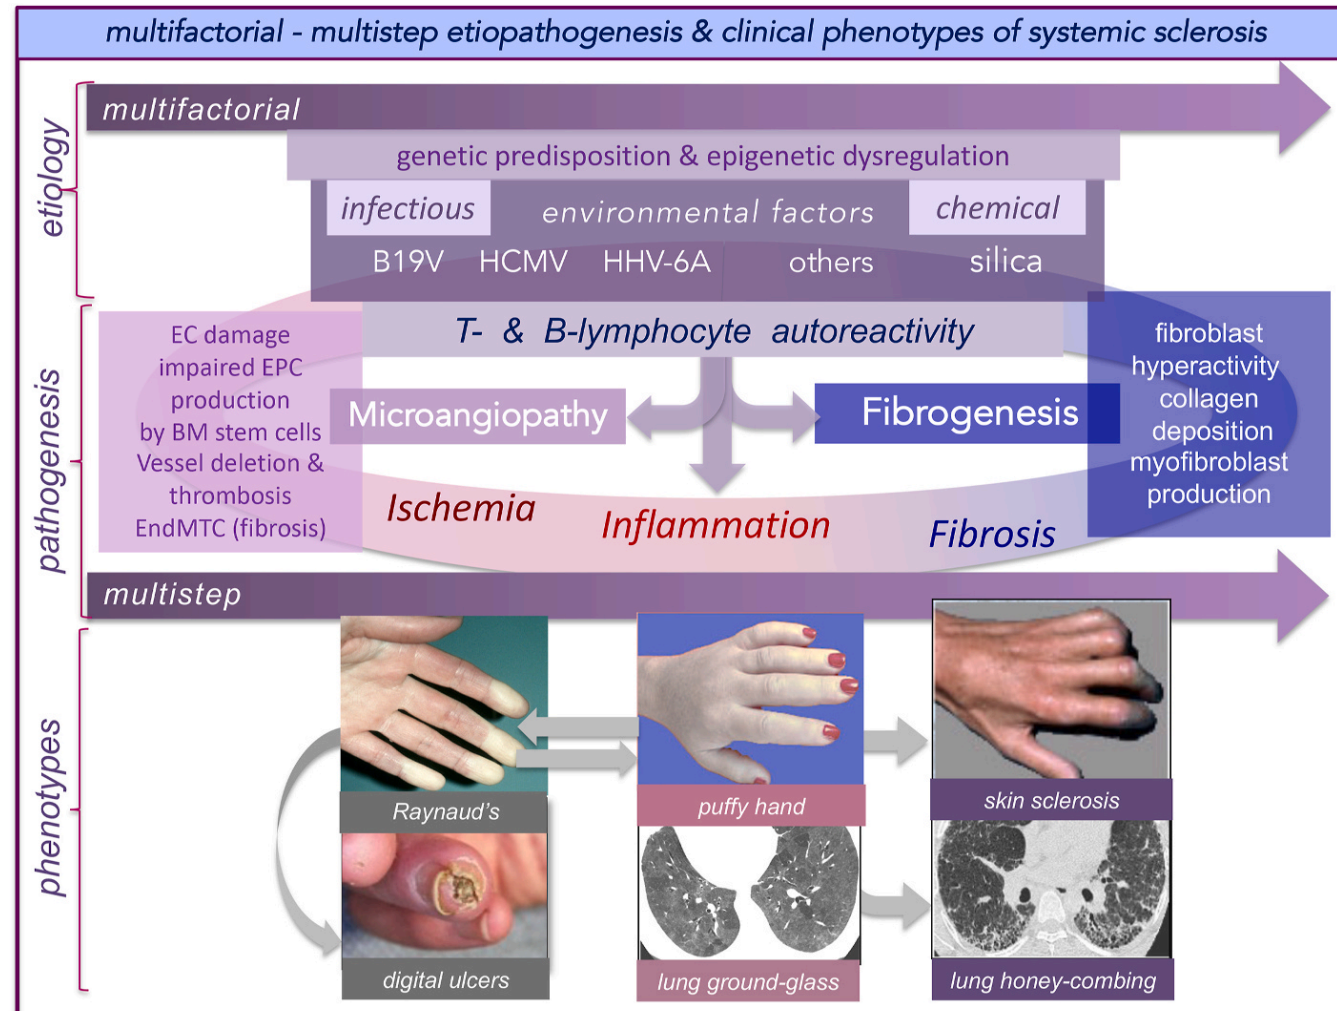 multifactorial - multistep etiopathogenesis & clinical phenotypes of systemic sclerosis
etiology
multifactorial
genetic predisposition & epigenetic dysregulation
infectious
environmental factors
chemical
B19V HCMV HHV-6A others silica
pathogenesis
T- & B-lymphocyte autoreactivity
EC damage
impaired EPC
production
by BM stem cells
Vessel deletion &
thrombosis
EndMTC (fibrosis)
Microangiopathy
Fibrogenesis
fibroblast
hyperactivity
collagen
deposition
myofibroblast
production
Ischemia
Inflammation
Fibrosis
multistep
phenotypes
Raynaud's
puffy hand
skin sclerosis
digital ulcers
lung ground-glass
lung honey-combing